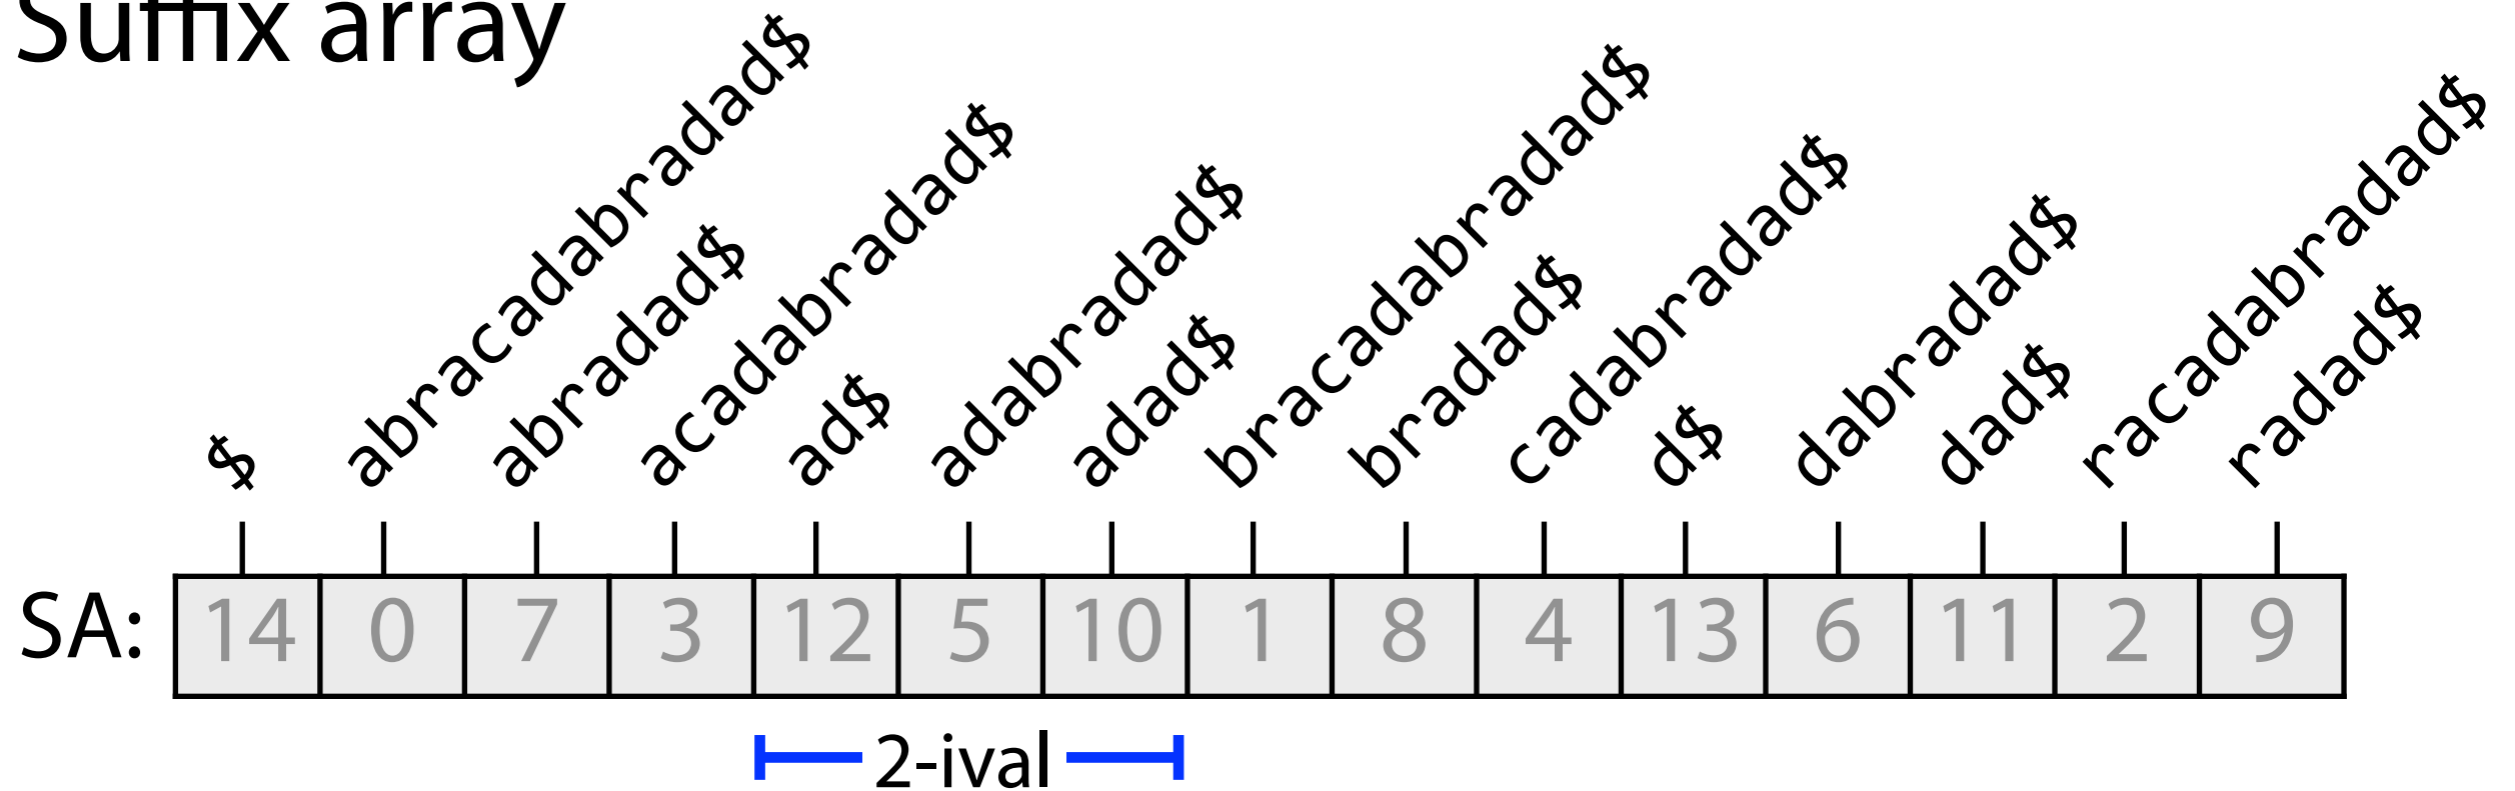 Suffix array
$
abracadabradad$
abradad$
acadabradad$
ad$
adabradad$
adad$
bracadabradad$
bradad$
cadabradad$
d$
dabradad$
dad$
racadabradad$
radad$
SA: 14 0 7 3 12 5 10 1 8 4 13 6 11 2 9
2-ival